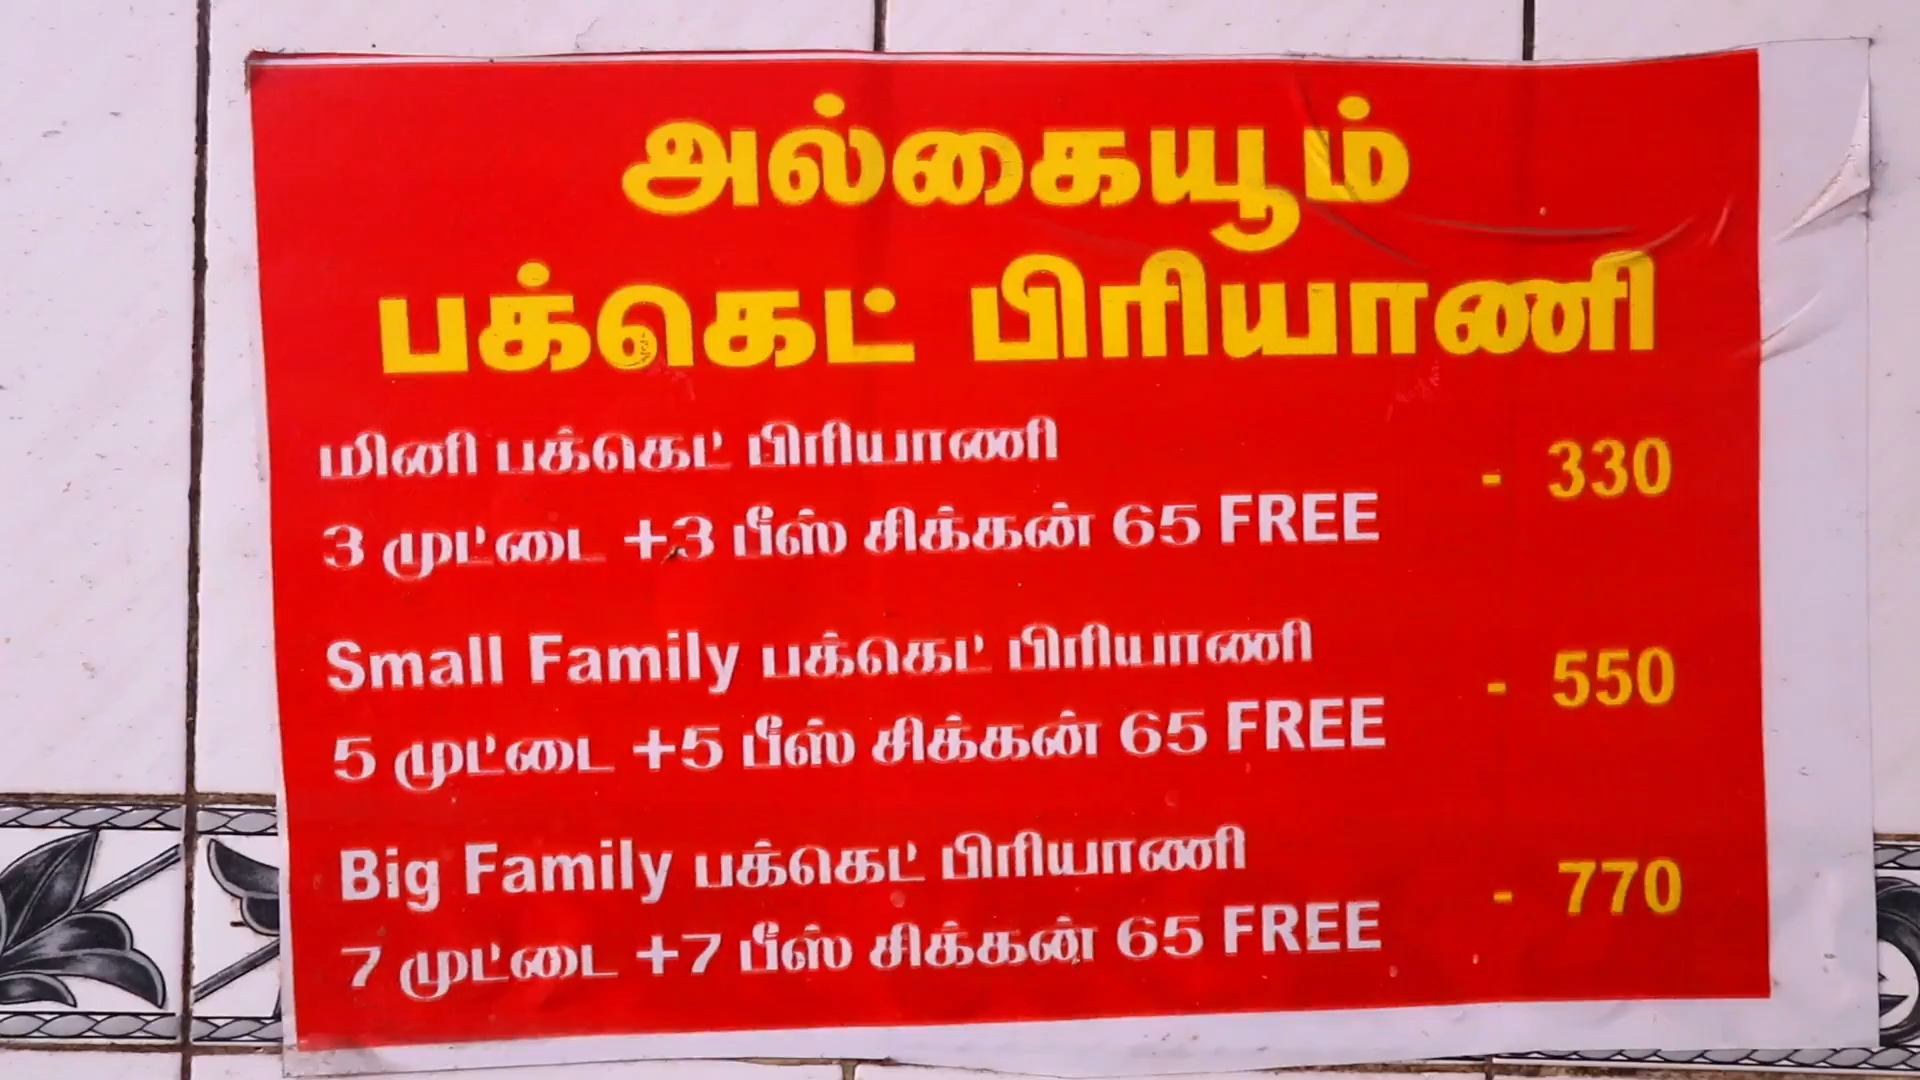 அல்கையூம்
பக்கெட் பிரியாணி
மினி பக்கெட் பிரியாணி - 330
3 முட்டை +3 பீஸ் சிக்கன் 65 FREE
Small Family பக்கெட் பிரியாணி - 550
5 முட்டை +5 பீஸ் சிக்கன் 65 FREE
Big Family பக்கெட் பிரியாணி - 770
7 முட்டை +7 பீஸ் சிக்கன் 65 FREE